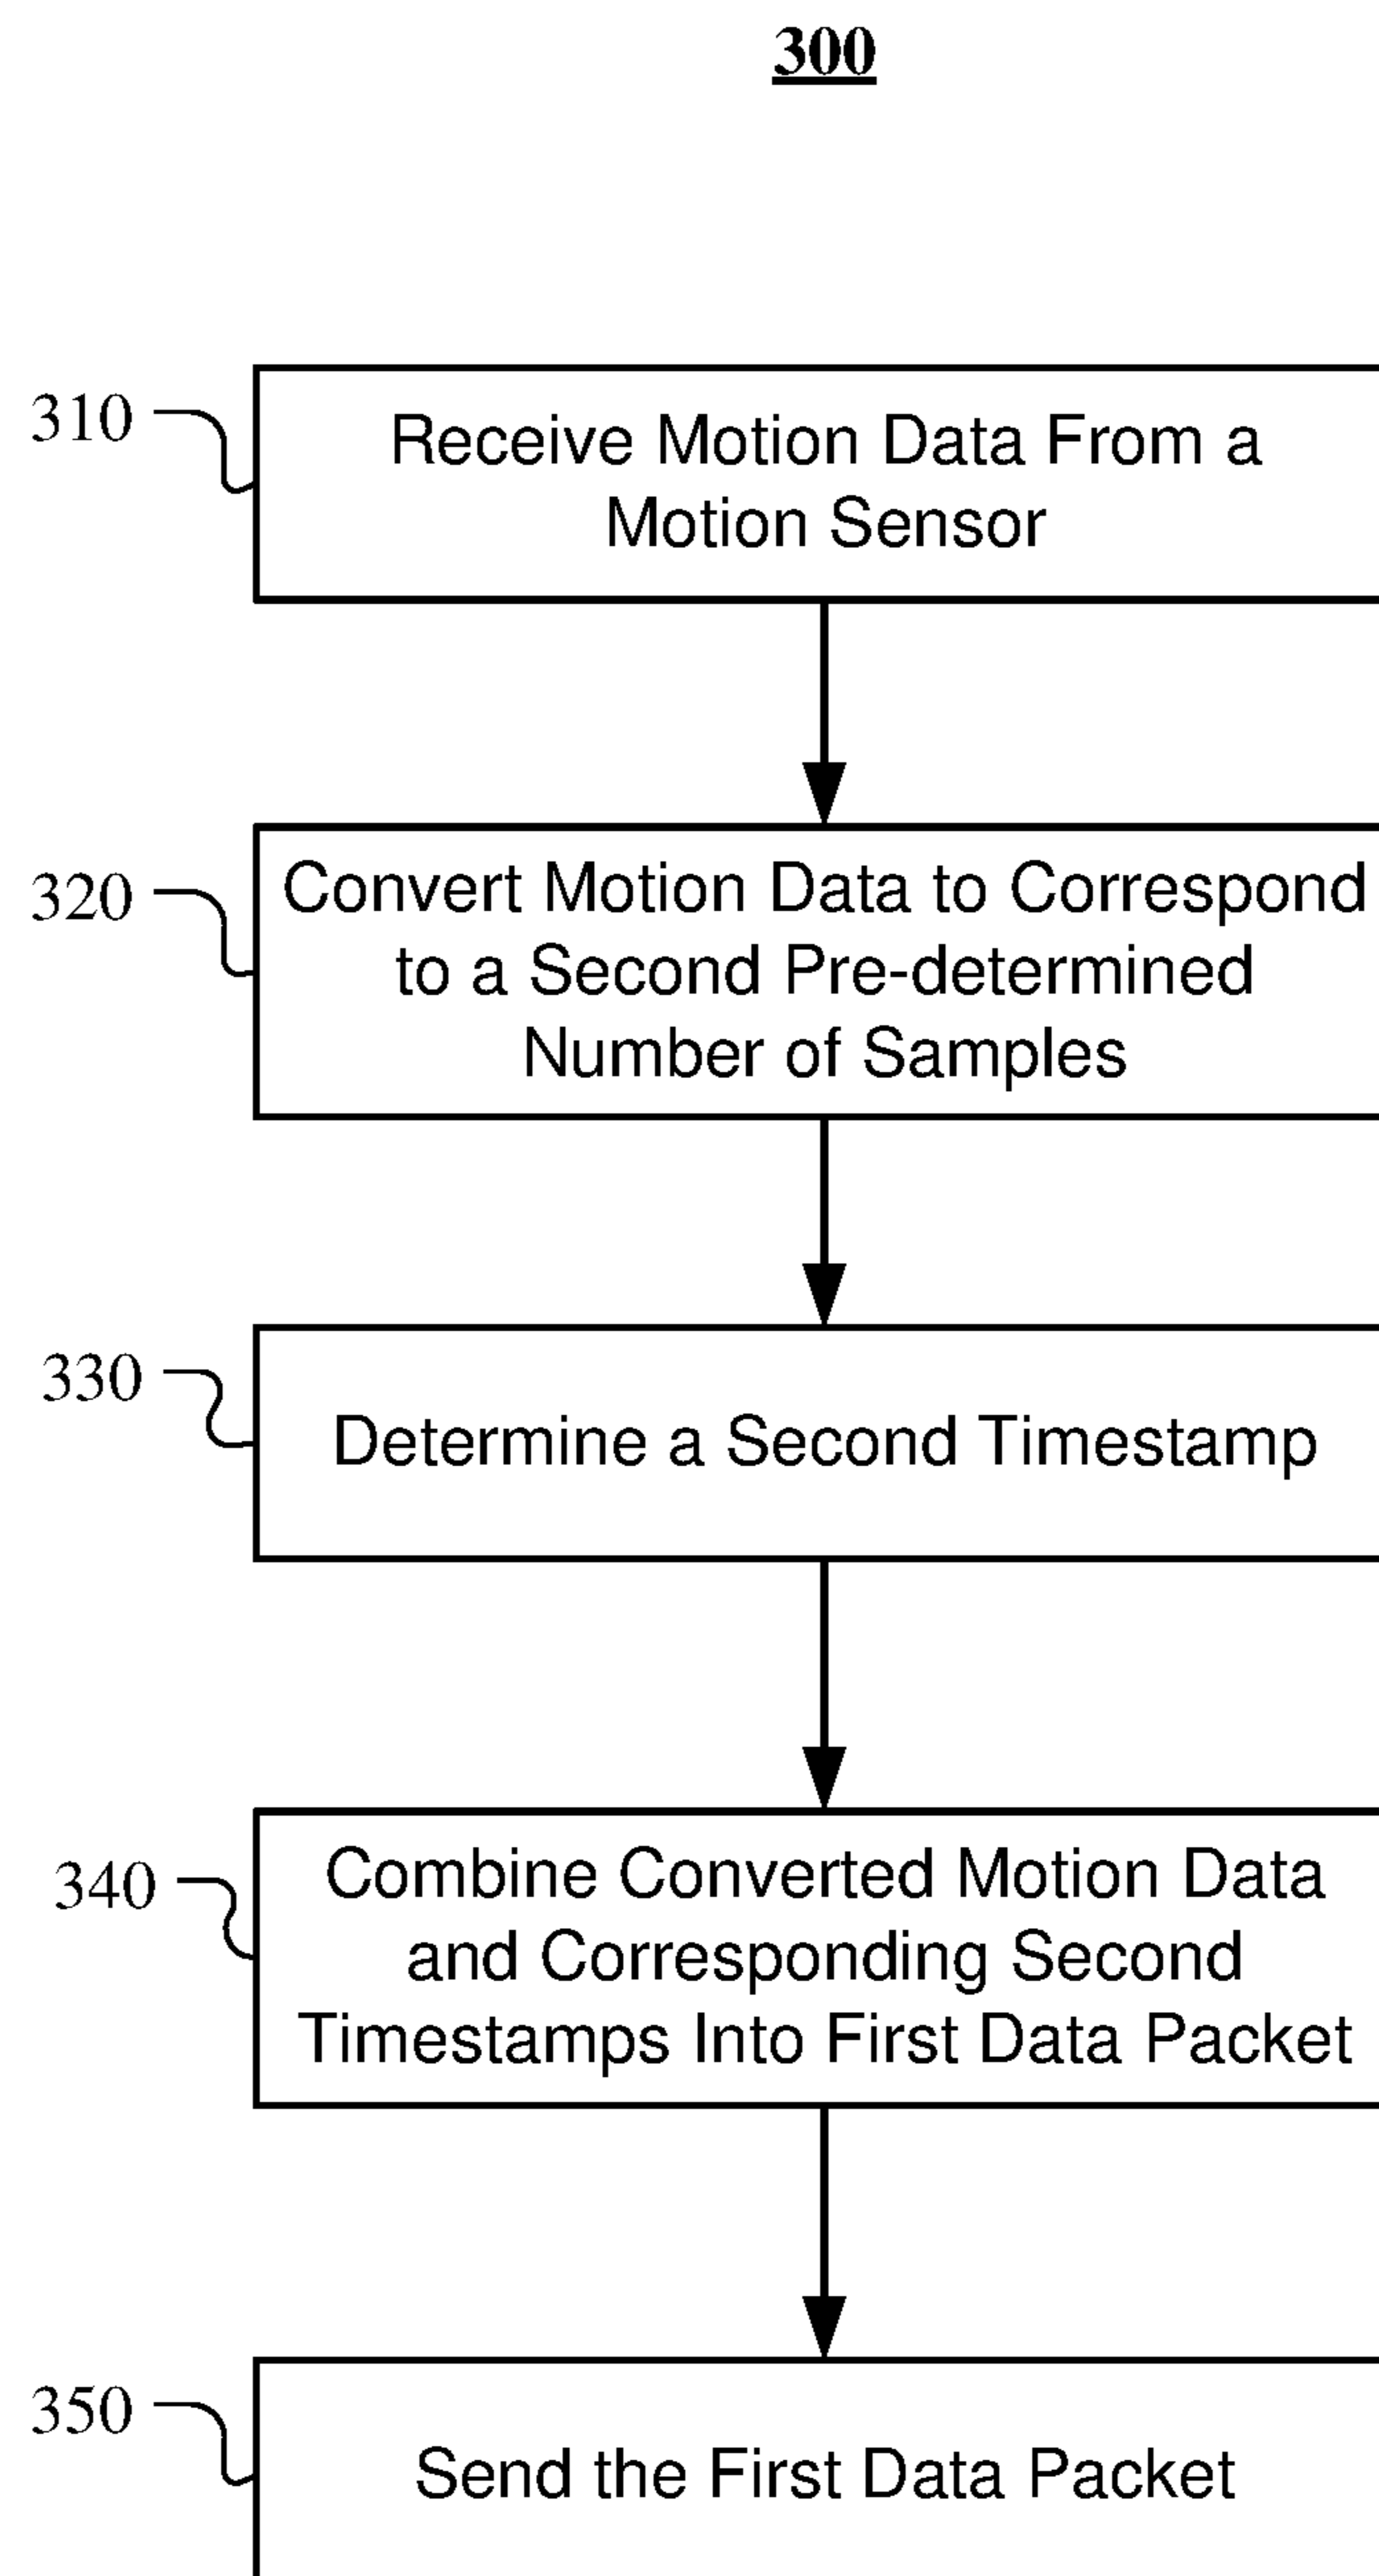 300
310
Receive Motion Data From a
Motion Sensor
320
Convert Motion Data to Correspond
to a Second Pre-determined
Number of Samples
330
Determine a Second Timestamp
340
Combine Converted Motion Data
and Corresponding Second
Timestamps Into First Data Packet
350
Send the First Data Packet